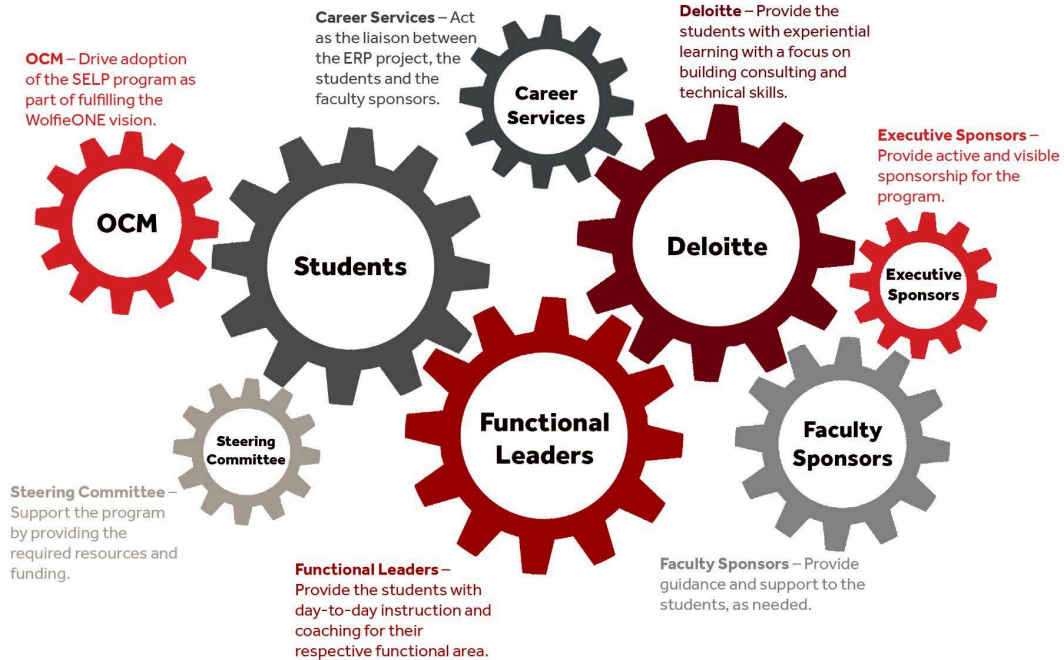 Career Services – Act
as the liaison between
the ERP project, the
students and the
faculty sponsors.
Deloitte – Provide the
students with experiential
learning with a focus on
building consulting and
technical skills.
OCM – Drive adoption
of the SELP program as
part of fulfilling the
WolfieONE vision.
Career
Services
Executive Sponsors –
Provide active and visible
sponsorship for the
program.
OCM
Students
Deloitte
Executive
Sponsors
Steering
Committee
Functional
Leaders
Faculty
Sponsors
Steering Committee –
Support the program
by providing the
required resources and
funding.
Functional Leaders –
Provide the students with
day-to-day instruction and
coaching for their
respective functional area.
Faculty Sponsors – Provide
guidance and support to the
students, as needed.